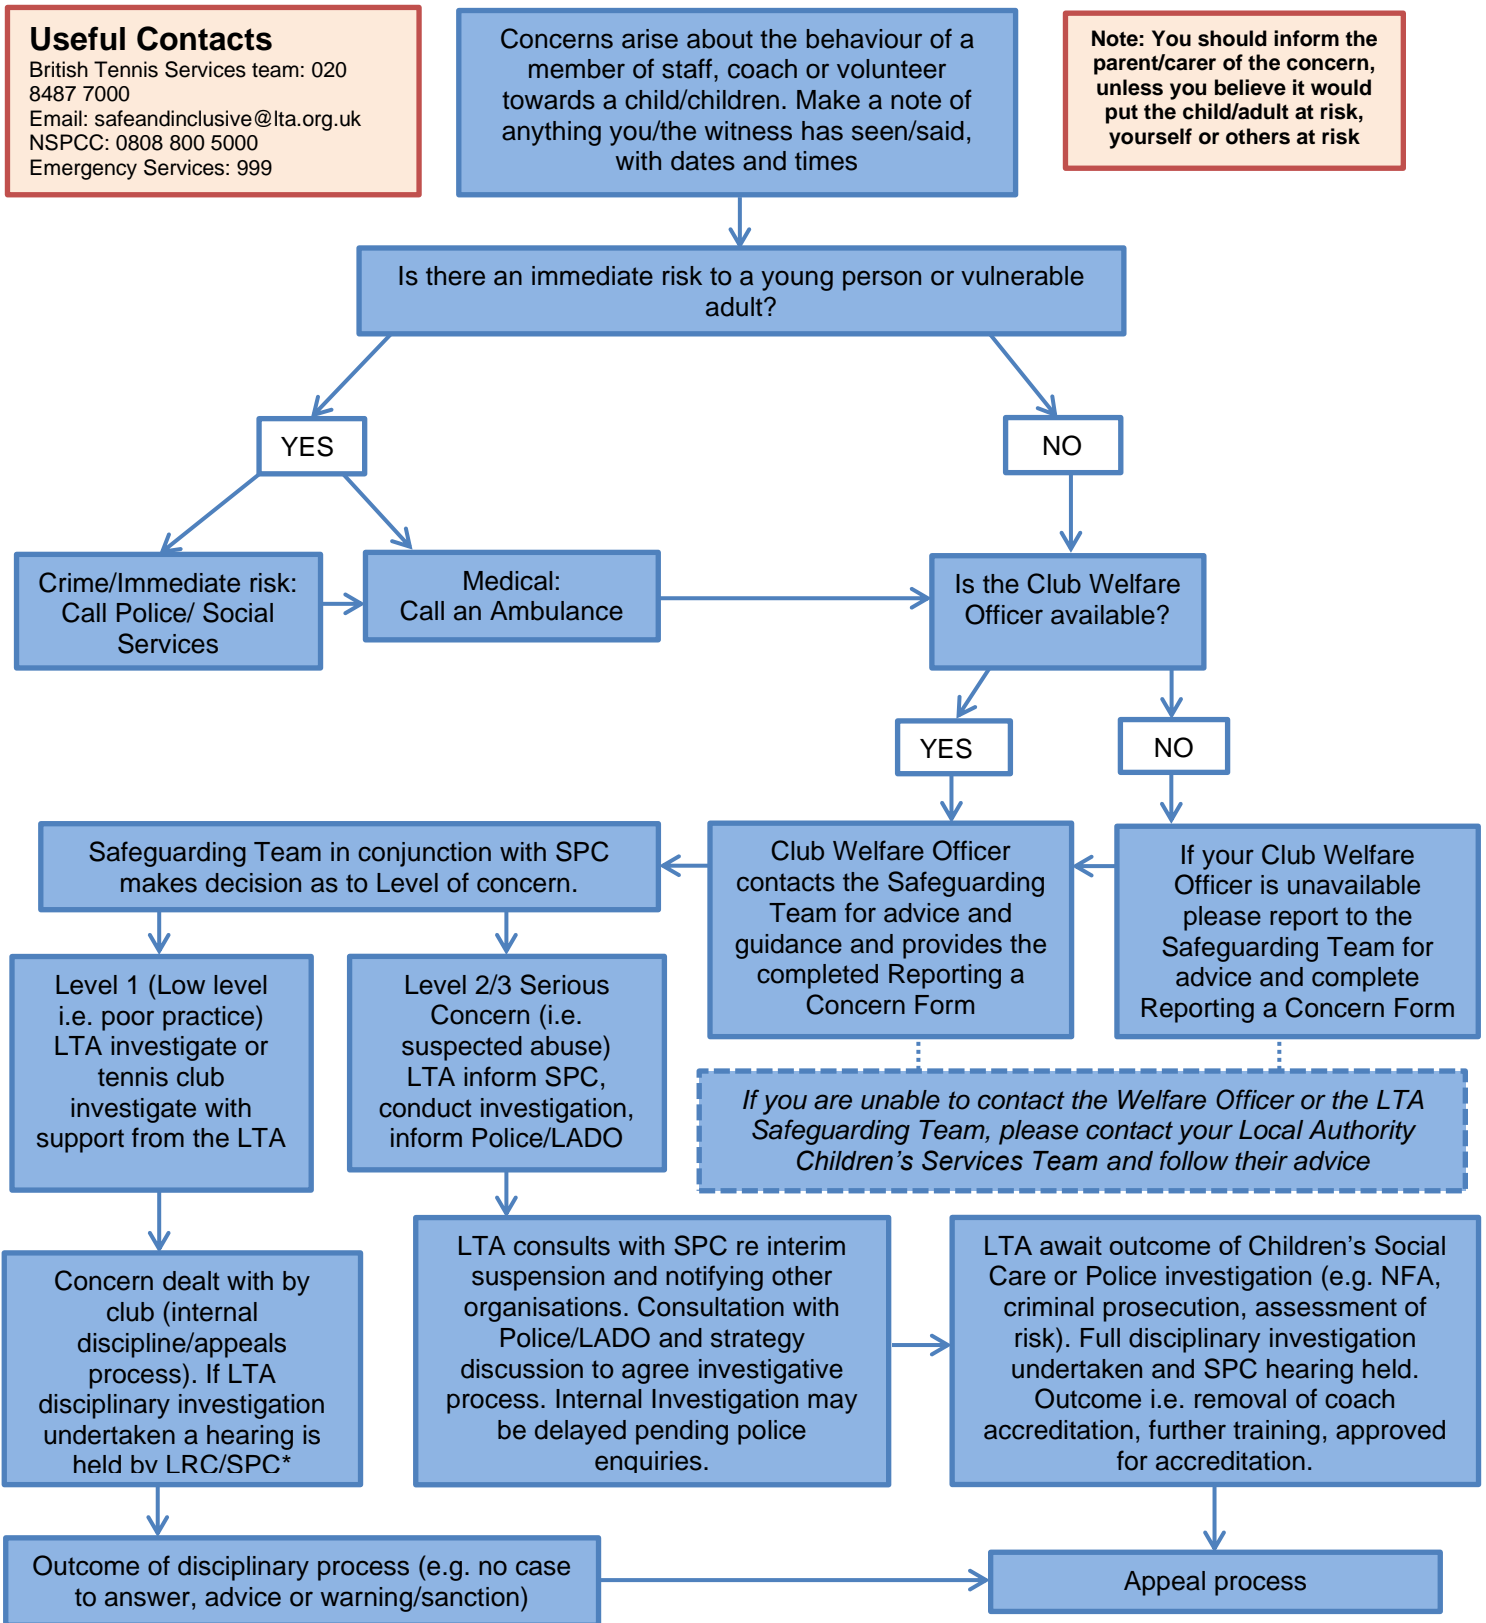 Useful Contacts
British Tennis Services team: 020
8487 7000
Email: safeandinclusive@lta.org.uk
NSPCC: 0808 800 5000
Emergency Services: 999
Concerns arise about the behaviour of a
member of staff, coach or volunteer
towards a child/children. Make a note of
anything you/the witness has seen/said,
with dates and times
Note: You should inform the
parent/carer of the concern,
unless you believe it would
put the child/adult at risk,
yourself or others at risk
Is there an immediate risk to a young person or vulnerable
adult?
YES
NO
Crime/Immediate risk:
Call Police/ Social
Services
Medical:
Call an Ambulance
Is the Club Welfare
Officer available?
YES
NO
Safeguarding Team in conjunction with SPC
makes decision as to Level of concern.
Club Welfare Officer
contacts the Safeguarding
Team for advice and
guidance and provides the
completed Reporting a
Concern Form
If your Club Welfare
Officer is unavailable
please report to the
Safeguarding Team for
advice and complete
Reporting a Concern Form
Level 1 (Low level
i.e. poor practice)
LTA investigate or
tennis club
investigate with
support from the LTA
Level 2/3 Serious
Concern (i.e.
suspected abuse)
LTA inform SPC,
conduct investigation,
inform Police/LADO
If you are unable to contact the Welfare Officer or the LTA
Safeguarding Team, please contact your Local Authority
Children’s Services Team and follow their advice
Concern dealt with by
club (internal
discipline/appeals
process). If LTA
disciplinary investigation
undertaken a hearing is
held by LRC/SPC*
LTA consults with SPC re interim
suspension and notifying other
organisations. Consultation with
Police/LADO and strategy
discussion to agree investigative
process. Internal Investigation may
be delayed pending police
enquiries.
LTA await outcome of Children’s Social
Care or Police investigation (e.g. NFA,
criminal prosecution, assessment of
risk). Full disciplinary investigation
undertaken and SPC hearing held.
Outcome i.e. removal of coach
accreditation, further training, approved
for accreditation.
Outcome of disciplinary process (e.g. no case
to answer, advice or warning/sanction)
Appeal process